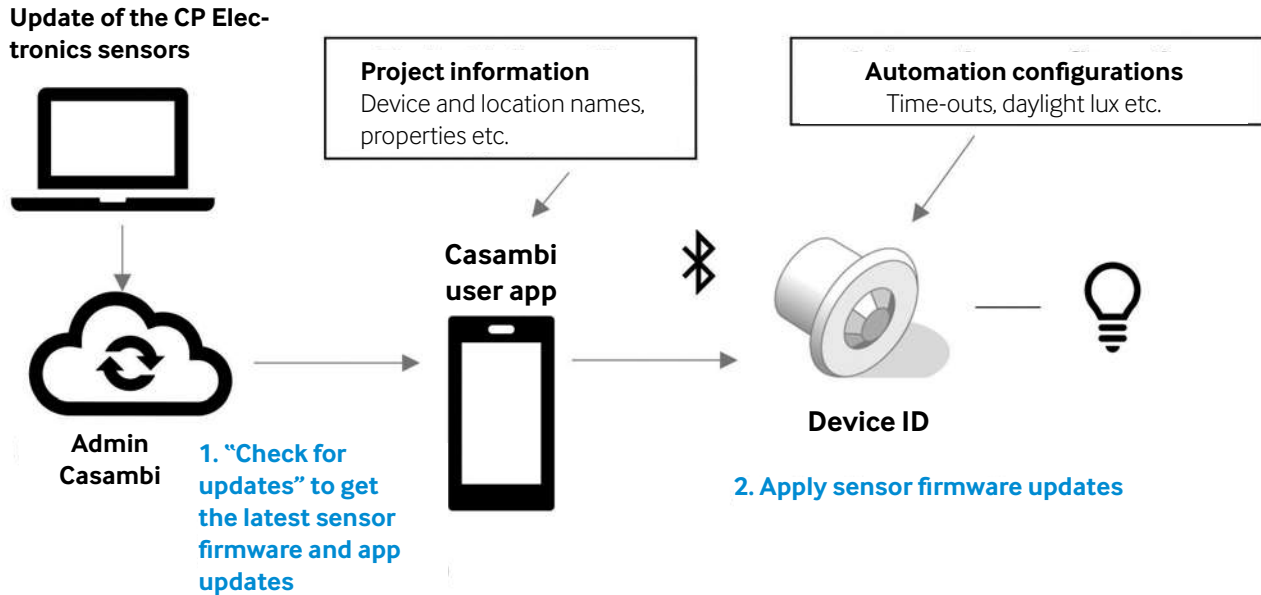 Update of the CP Elec-
tronics sensors
Project information
Device and location names,
properties etc.
Automation configurations
Time-outs, daylight lux etc.
Casambi
user app
Admin
Casambi
1. “Check for
updates” to get
the latest sensor
firmware and app
updates
Device ID
2. Apply sensor firmware updates